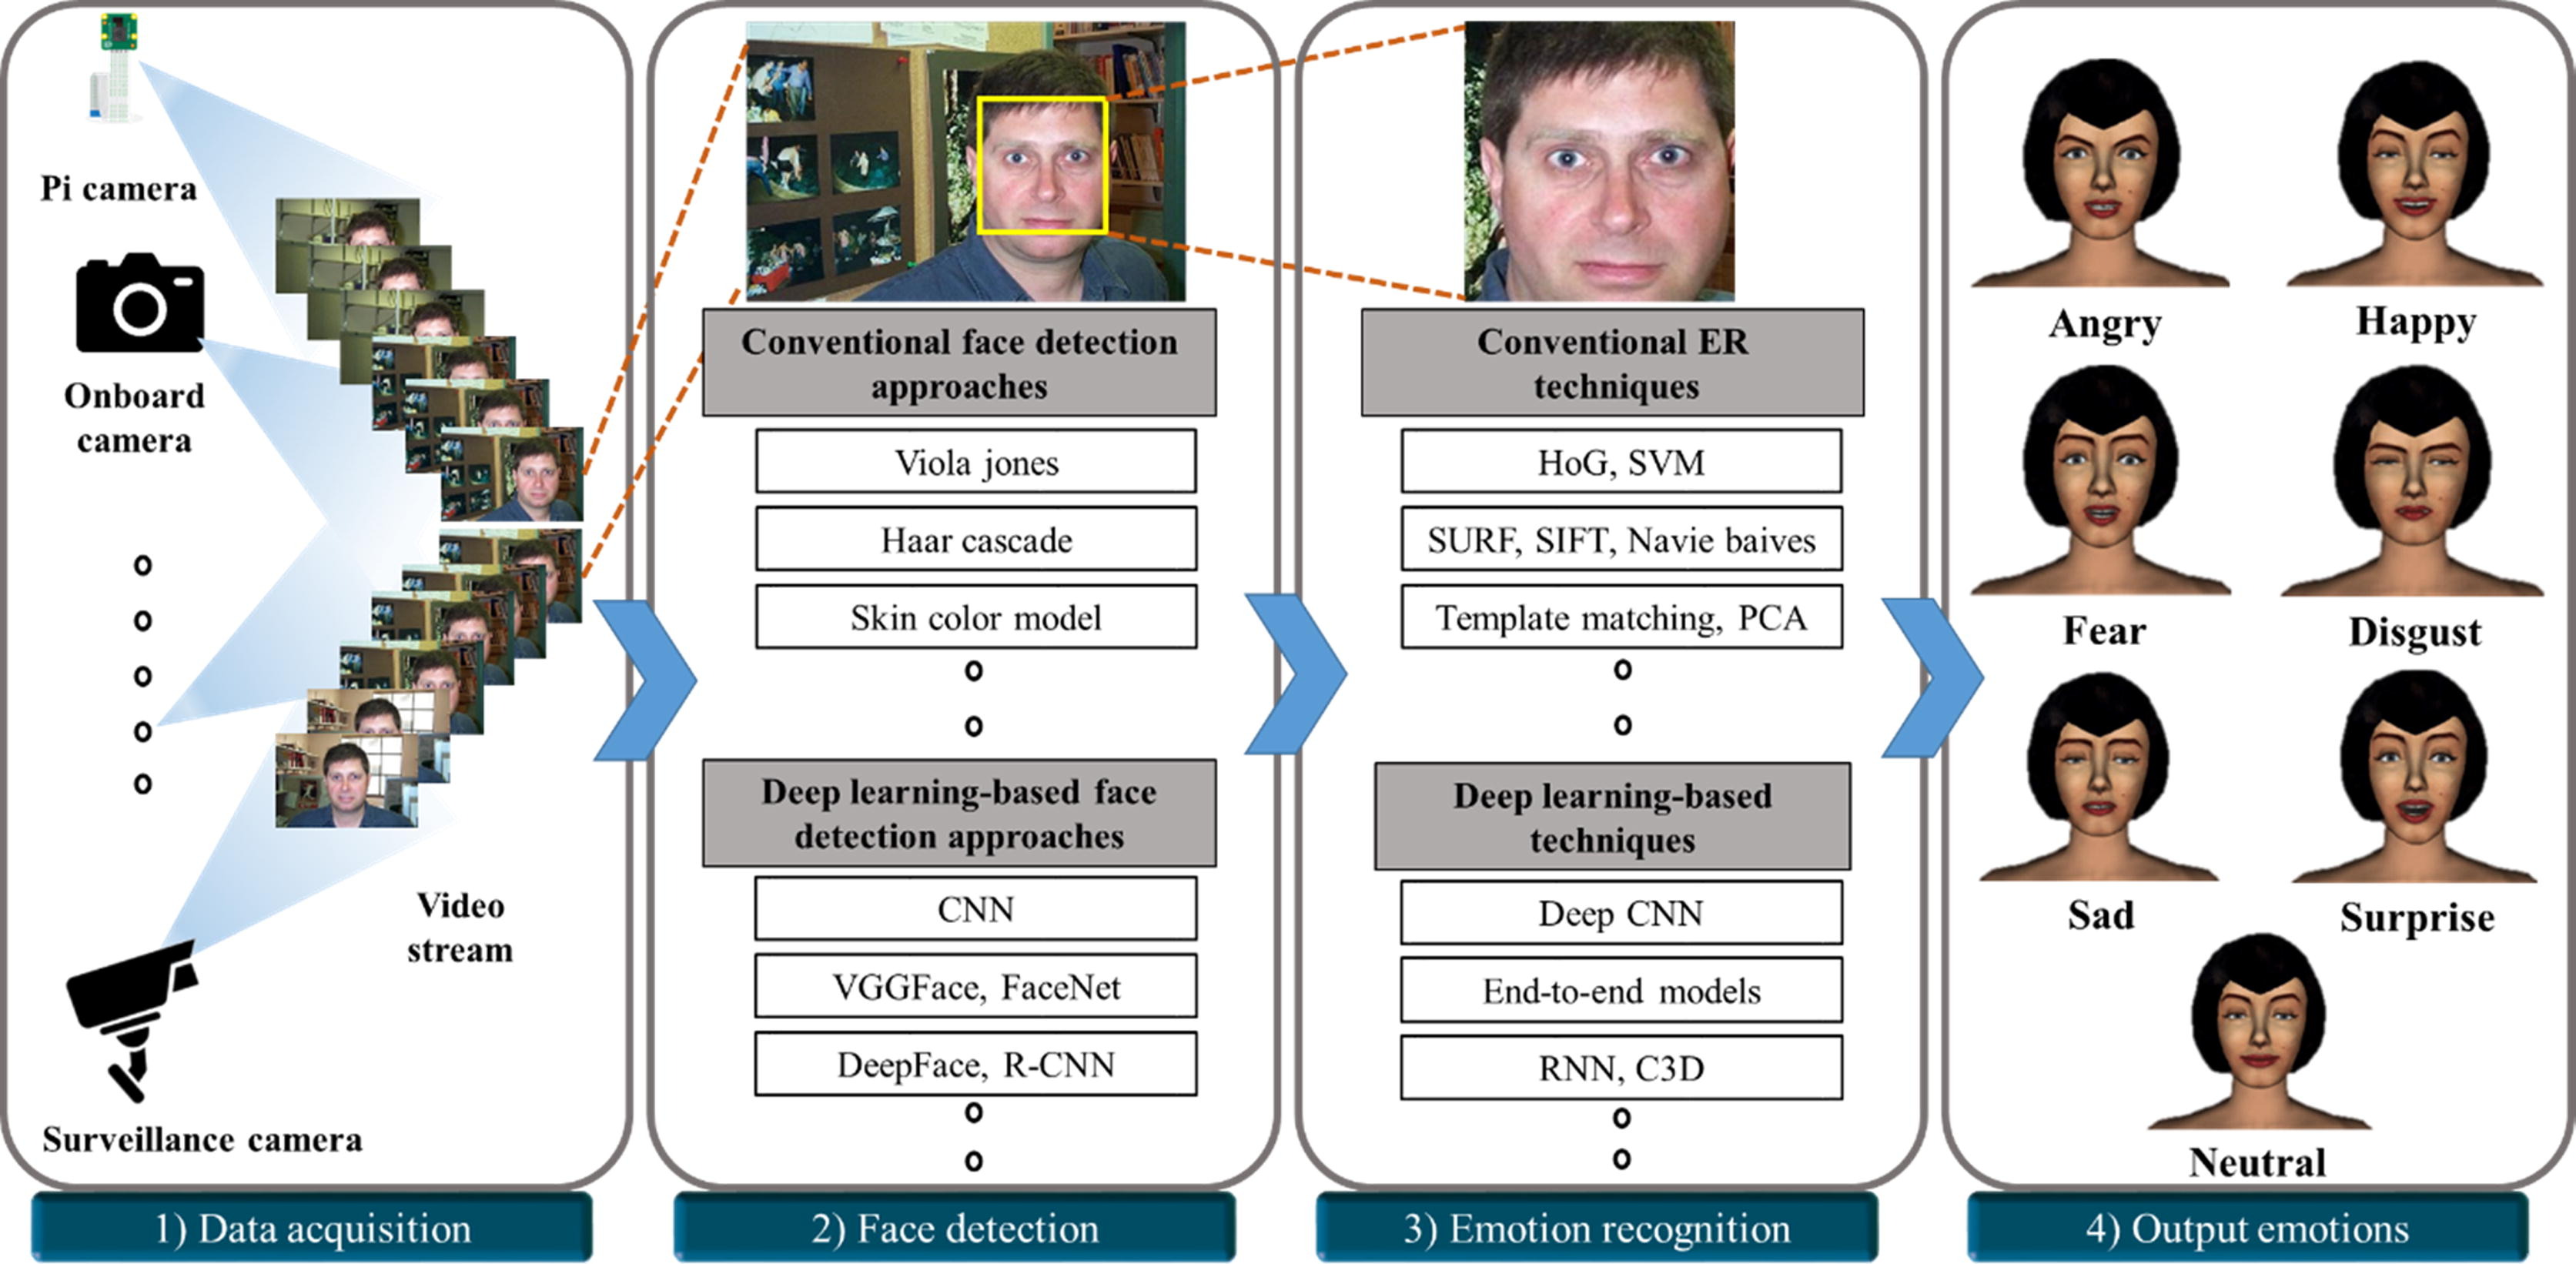 Pi camera
Onboard
camera
Video
stream
Surveillance camera
1) Data acquisition
Conventional face detection
approaches
Viola jones
Haar cascade
Skin color model
Deep learning-based face
detection approaches
CNN
VGGFace, FaceNet
DeepFace, R-CNN
2) Face detection
Conventional ER
techniques
HoG, SVM
SURF, SIFT, Navie baives
Template matching, PCA
Deep learning-based
techniques
Deep CNN
End-to-end models
RNN, C3D
3) Emotion recognition
Angry
Happy
Fear
Disgust
Sad
Surprise
Neutral
4) Output emotions